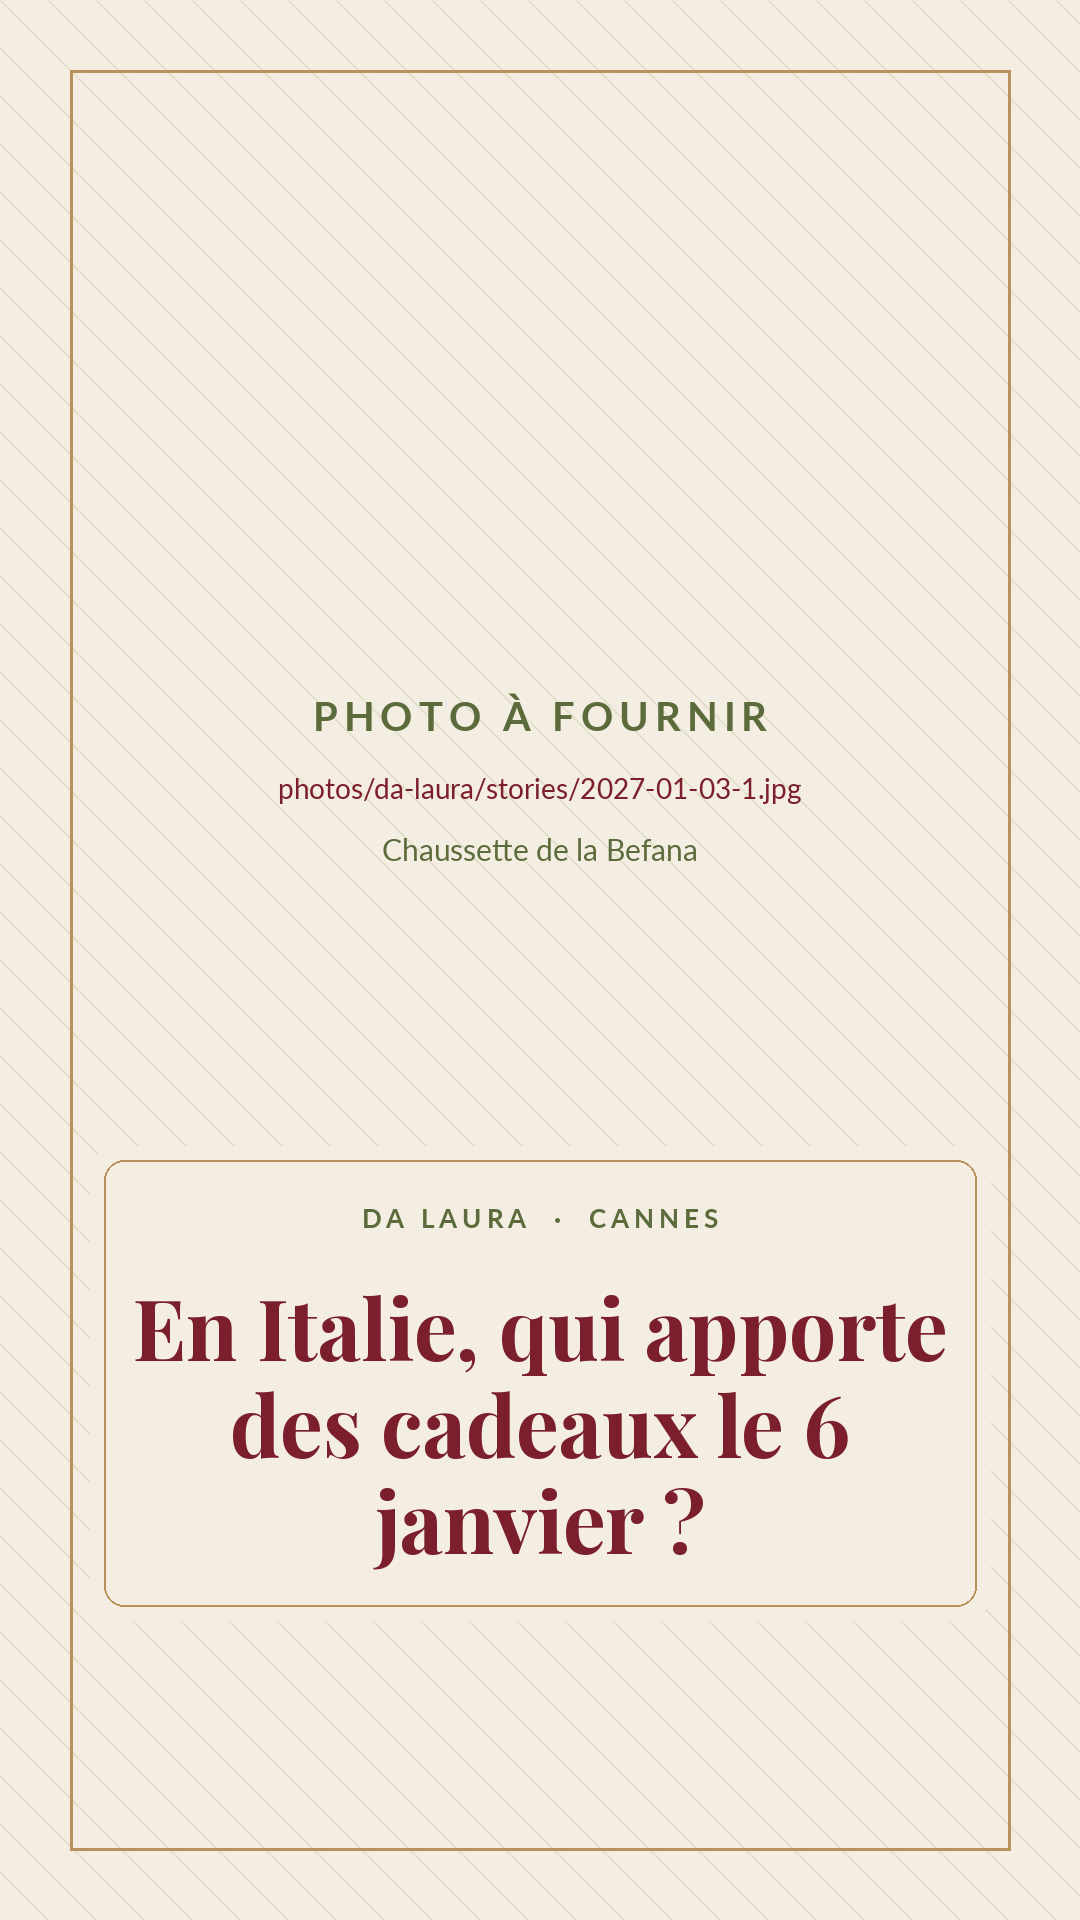 PHOTO À FOURNIR
photos/da-laura/stories/2027-01-03-1.jpg
Chaussette de la Befana
DA LAURA · CANNES
En Italie, qui apporte
des cadeaux le 6
janvier ?